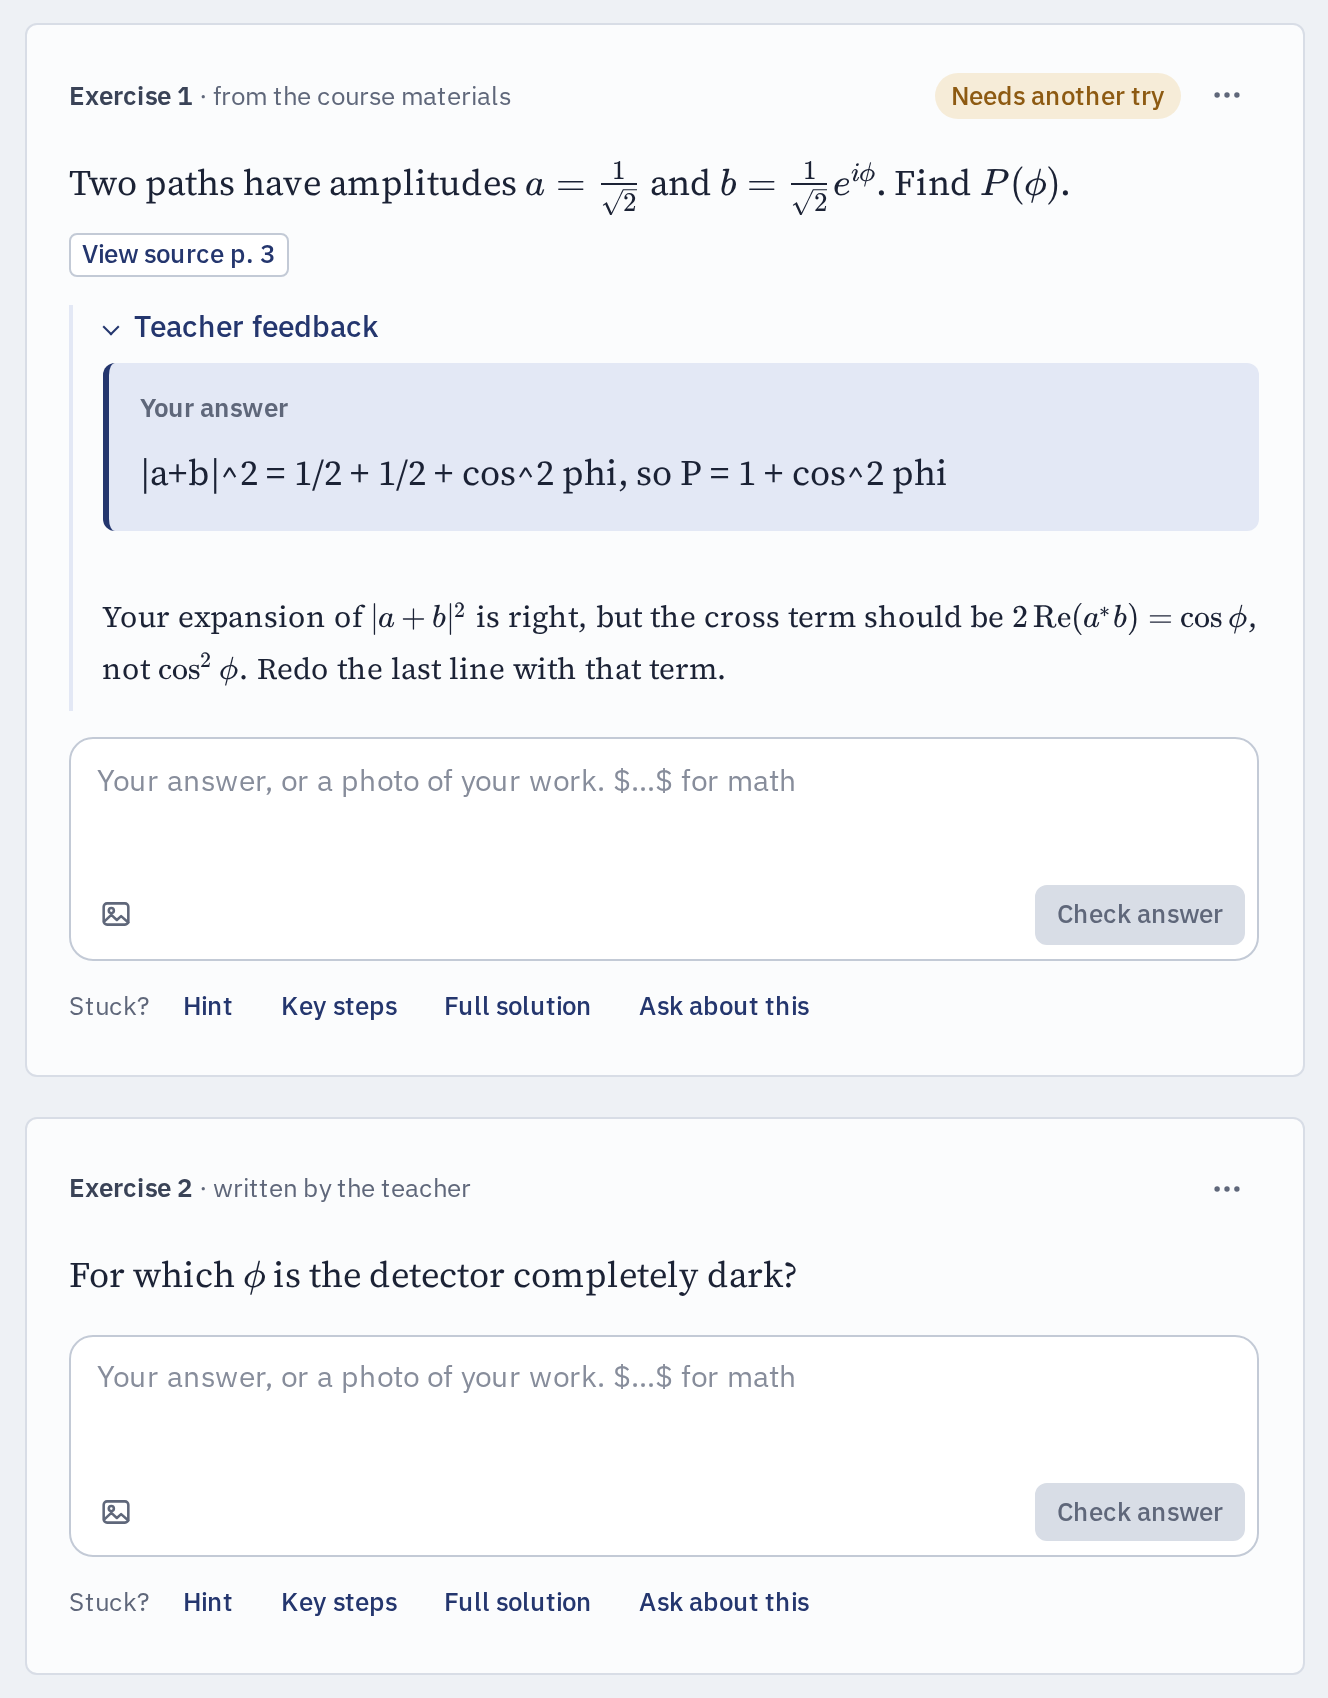 Exercise 1 · from the course materials
Needs another try
Two paths have amplitudes $a = \frac{1}{\sqrt{2}}$ and $b = \frac{1}{\sqrt{2}}e^{i\phi}$. Find $P(\phi)$.
View source p. 3
Teacher feedback
Your answer
|a+b|^2 = 1/2 + 1/2 + cos^2 phi, so P = 1 + cos^2 phi
Your expansion of $|a + b|^2$ is right, but the cross term should be $2\,\mathrm{Re}(a^*b) = \cos\phi$,
not $\cos^2\phi$. Redo the last line with that term.
Your answer, or a photo of your work. $...$ for math
Check answer
Stuck? Hint Key steps Full solution Ask about this
Exercise 2 · written by the teacher
For which $\phi$ is the detector completely dark?
Your answer, or a photo of your work. $...$ for math
Check answer
Stuck? Hint Key steps Full solution Ask about this